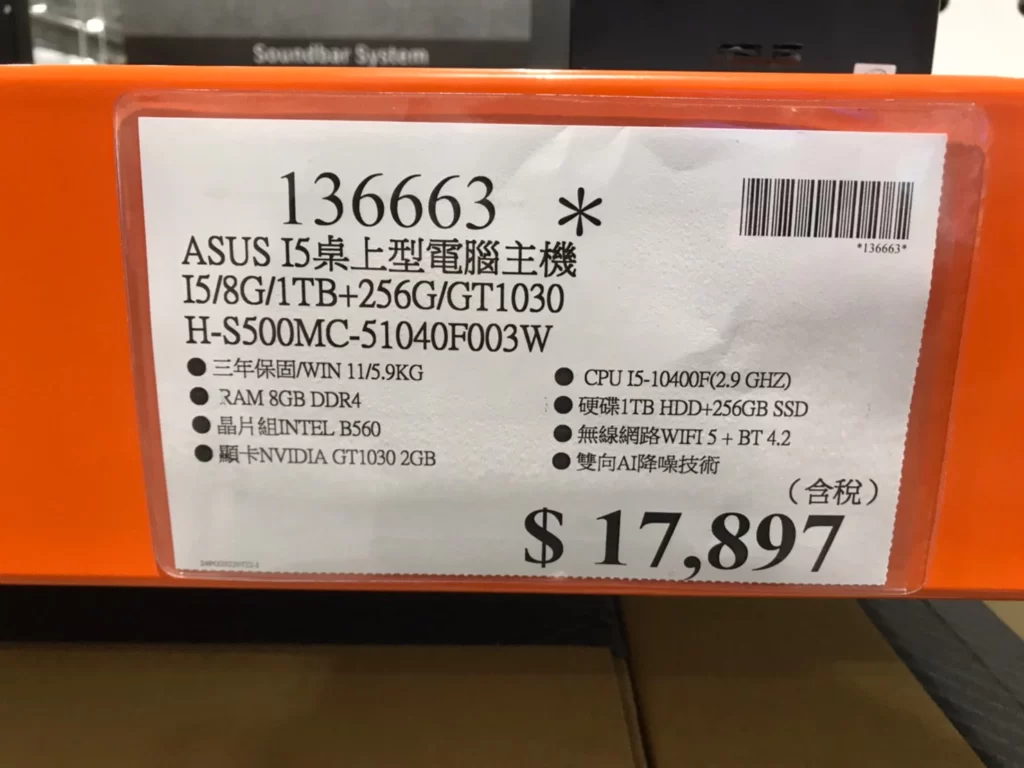 Soundbar System
136663 *
*136663*
ASUS I5桌上型電腦主機
I5/8G/1TB+256G/GT1030
H-S500MC-51040F003W
● 三年保固/WIN 11/5.9KG
● RAM 8GB DDR4
● 晶片組INTEL B560
● 顯卡NVIDIA GT1030 2GB
● CPU I5-10400F(2.9 GHZ)
● 硬碟1TB HDD+256GB SSD
● 無線網路WIFI 5 + BT 4.2
● 雙向AI降噪技術
(含稅)
$ 17,897